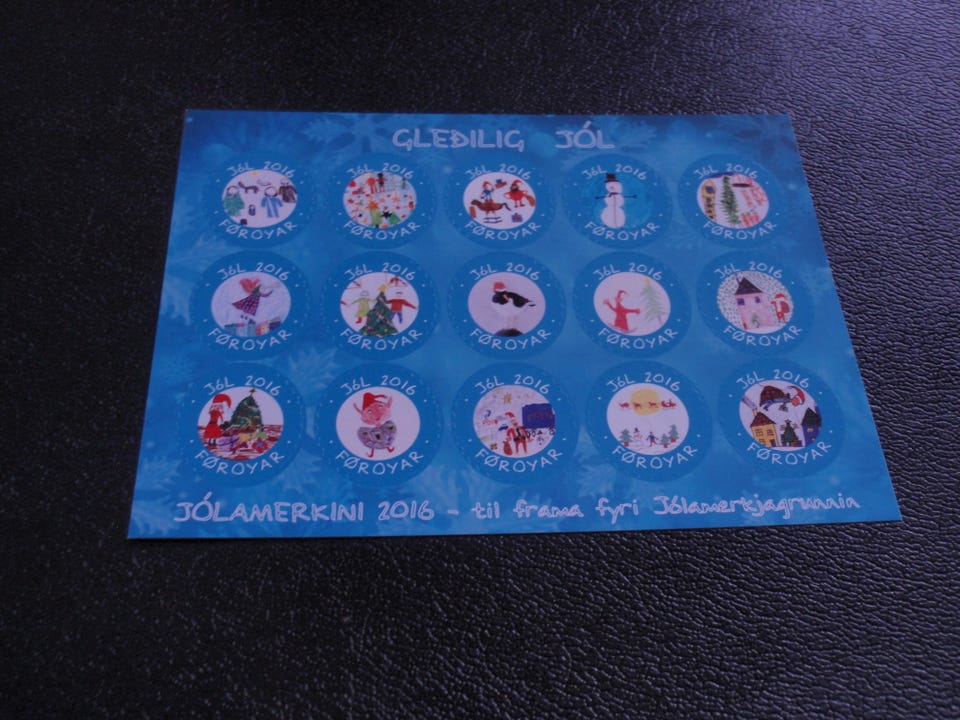 GLEÐILIG JÓL
JÓL 2016 JÓL 2016 JÓL 2016 JÓL 2016 JÓL 2016
FØROYAR FØROYAR FØROYAR FØROYAR FØROYAR
JÓL 2016 JÓL 2016 JÓL 2016 JÓL 2016 JÓL 2016
FØROYAR FØROYAR FØROYAR FØROYAR FØROYAR
JÓL 2016 JÓL 2016 JÓL 2016 JÓL 2016 JÓL 2016
FØROYAR FØROYAR FØROYAR FØROYAR FØROYAR
JÓLAMERKINI 2016 - til frama fyri Jólamerkjagrunnin